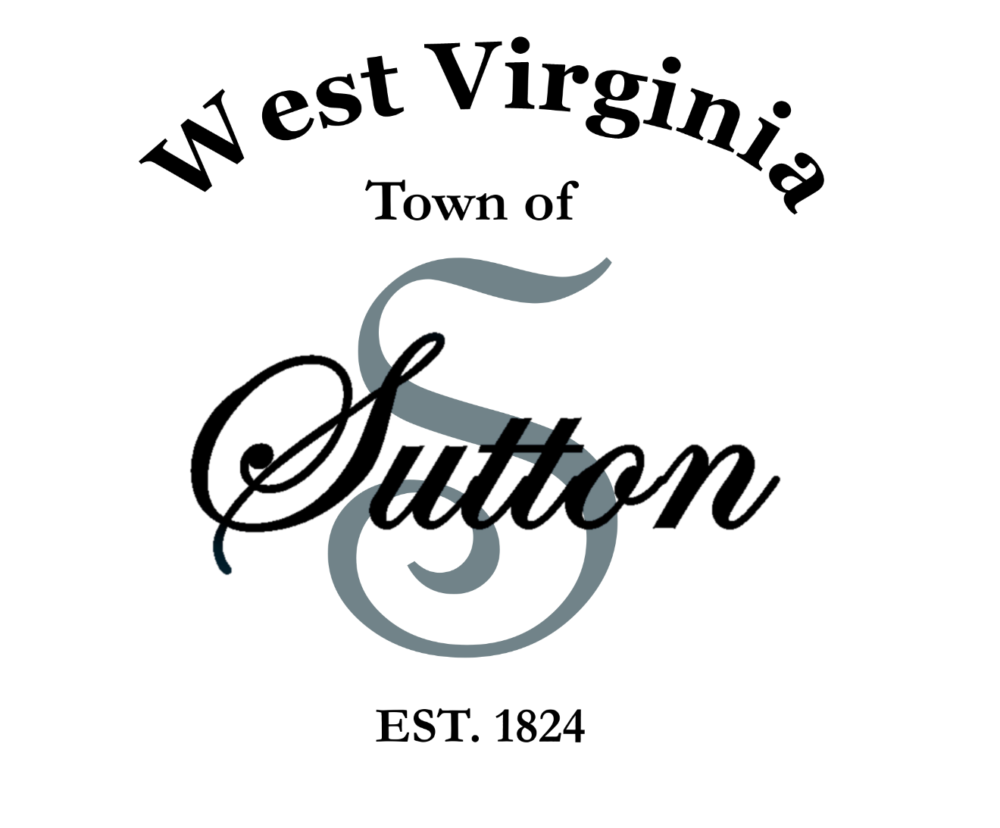 West Virginia
Town of
S
Sutton
EST. 1824